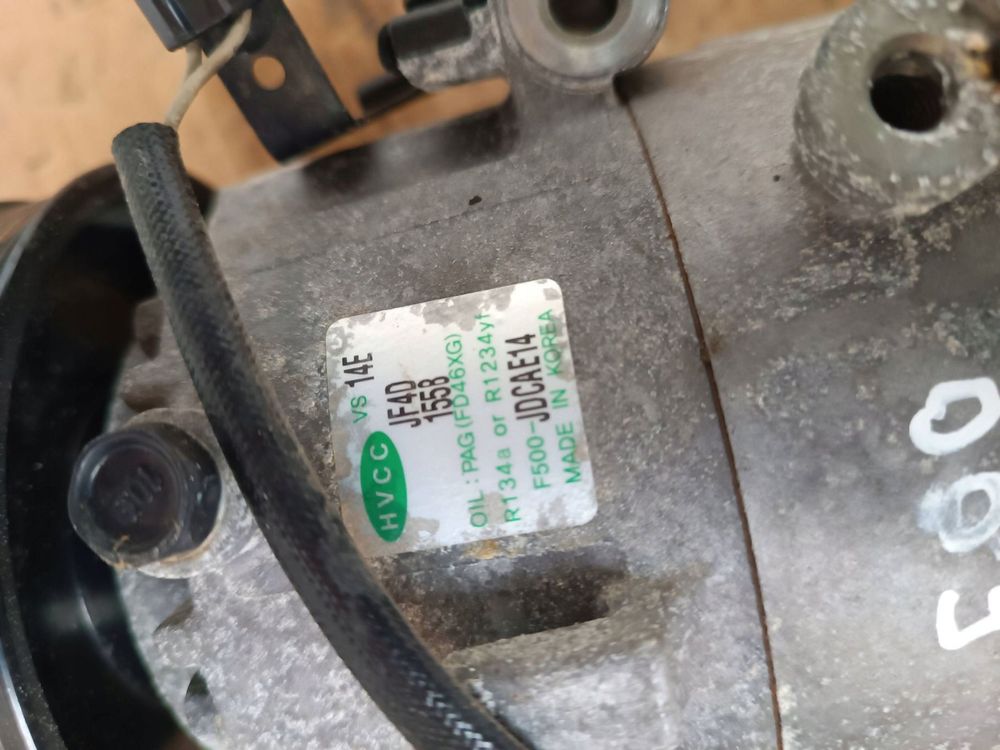 HVCC VS 14E
JF4D
1558
OIL : PAG(FD46XG)
R134a or R1234yf
F500-JDCAE14
MADE IN KOREA